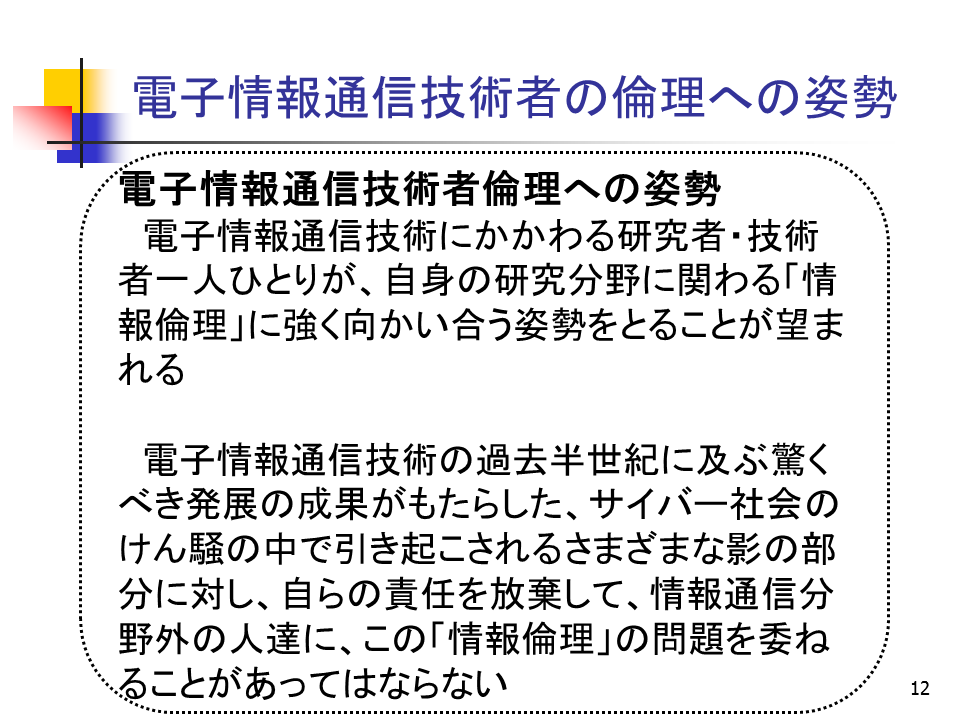 電子情報通信技術者の倫理への姿勢
電子情報通信技術者倫理への姿勢
電子情報通信技術にかかわる研究者・技術
者一人ひとりが、自身の研究分野に関わる「情
報倫理」に強く向かい合う姿勢をとることが望ま
れる
電子情報通信技術の過去半世紀に及ぶ驚く
べき発展の成果がもたらした、サイバー社会の
けん騒の中で引き起こされるさまざまな影の部
分に対し、自らの責任を放棄して、情報通信分
野外の人達に、この「情報倫理」の問題を委ね
ることがあってはならない
12